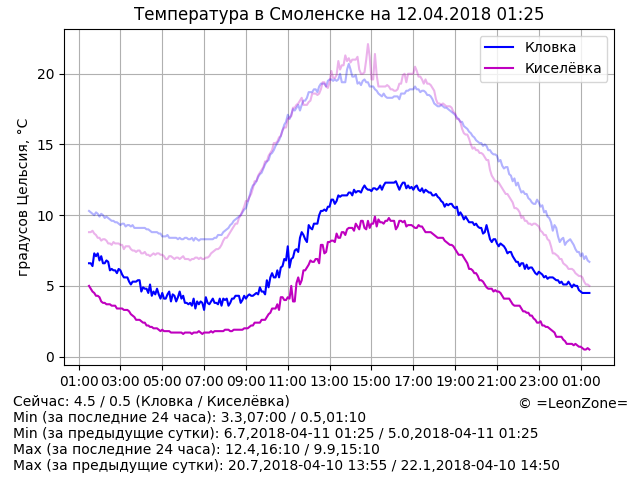 Температура в Смоленске на 12.04.2018 01:25
Кловка
Киселёвка
градусов Цельсия, °C
20
15
10
5
0
01:00 03:00 05:00 07:00 09:00 11:00 13:00 15:00 17:00 19:00 21:00 23:00 01:00
Сейчас: 4.5 / 0.5 (Кловка / Киселёвка)
© =LeonZone=
Min (за последние 24 часа): 3.3,07:00 / 0.5,01:10
Min (за предыдущие сутки): 6.7,2018-04-11 01:25 / 5.0,2018-04-11 01:25
Max (за последние 24 часа): 12.4,16:10 / 9.9,15:10
Max (за предыдущие сутки): 20.7,2018-04-10 13:55 / 22.1,2018-04-10 14:50